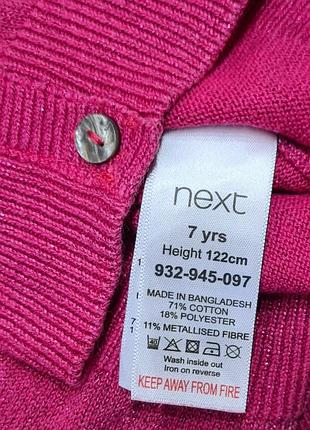 next
7 yrs
Height 122cm
932-945-097
MADE IN BANGLADESH
71% COTTON
18% POLYESTER
11% METALLISED FIBRE
Wash inside out
Iron on reverse
KEEP AWAY FROM FIRE